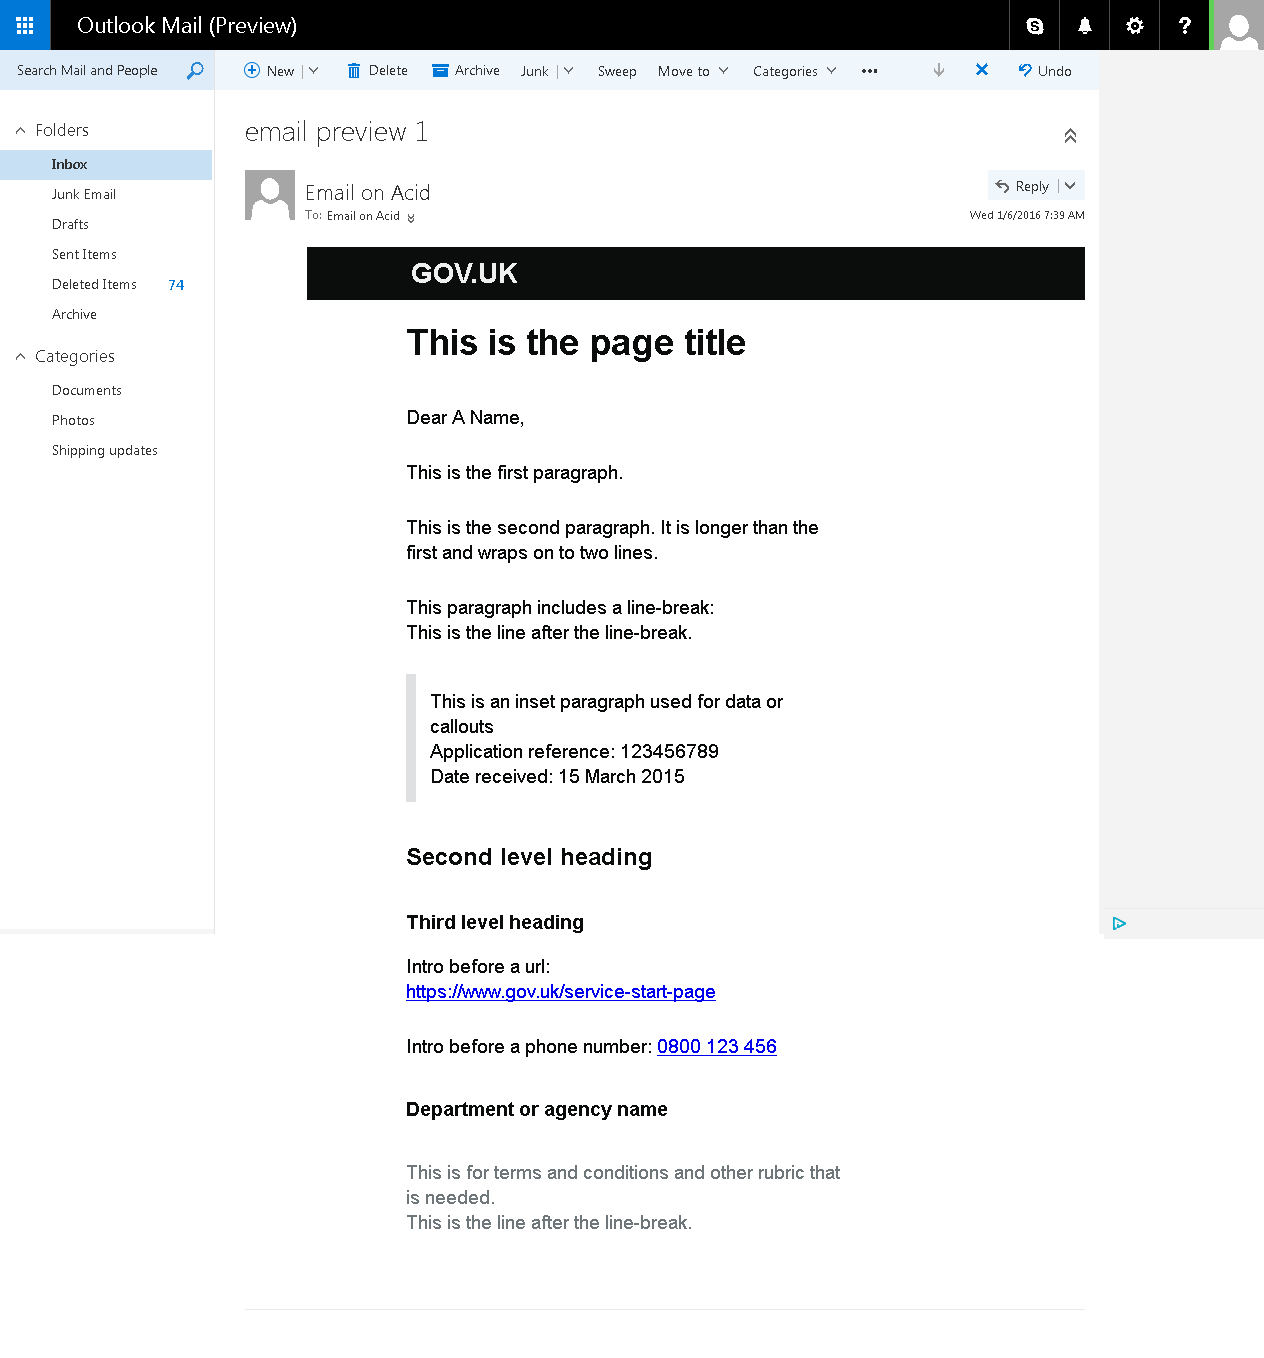 Outlook Mail (Preview)
Search Mail and People
New
Delete
Archive
Junk
Sweep
Move to
Categories
Undo
Folders
Inbox
Junk Email
Drafts
Sent Items
Deleted Items 74
Archive
Categories
Documents
Photos
Shipping updates
email preview 1
Email on Acid
To: Email on Acid
Reply
Wed 1/6/2016 7:39 AM
GOV.UK
This is the page title
Dear A Name,
This is the first paragraph.
This is the second paragraph. It is longer than the
first and wraps on to two lines.
This paragraph includes a line-break:
This is the line after the line-break.
This is an inset paragraph used for data or
callouts
Application reference: 123456789
Date received: 15 March 2015
Second level heading
Third level heading
Intro before a url:
https://www.gov.uk/service-start-page
Intro before a phone number: 0800 123 456
Department or agency name
This is for terms and conditions and other rubric that
is needed.
This is the line after the line-break.